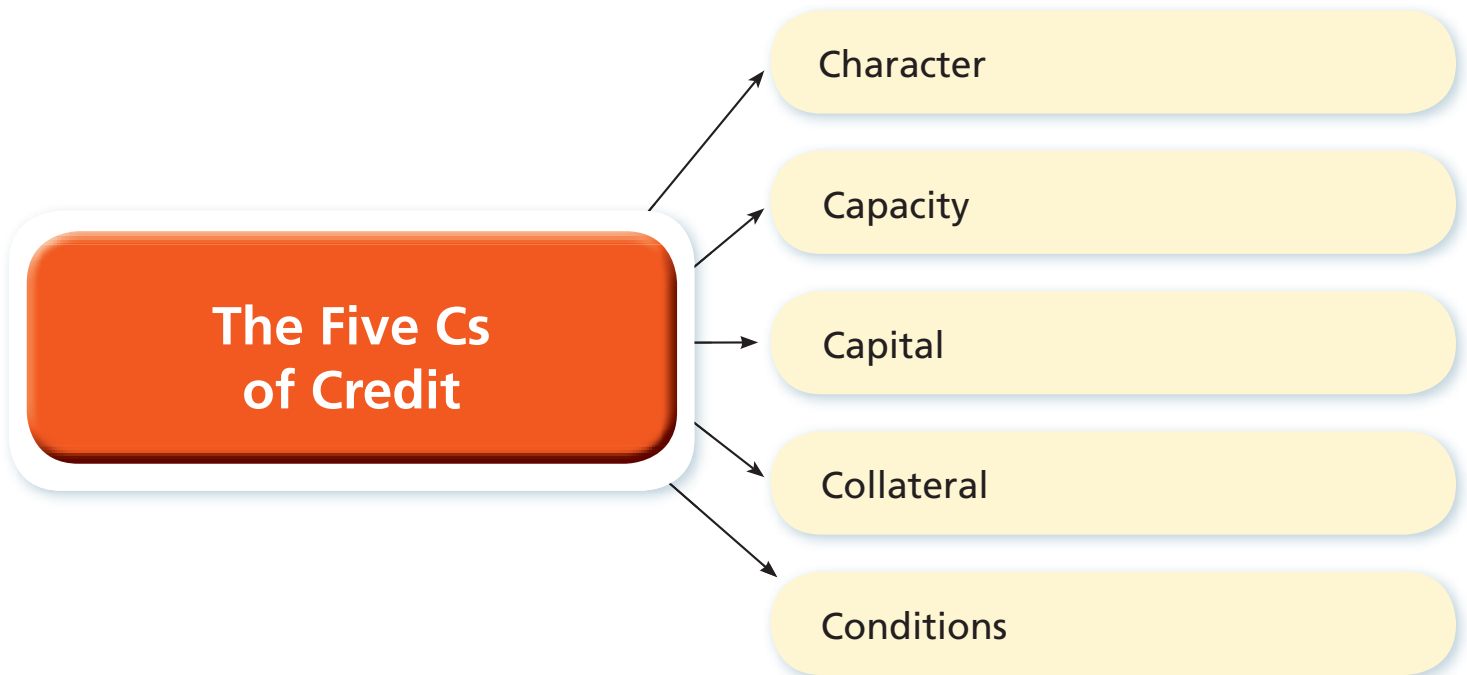 The Five Cs
of Credit
Character
Capacity
Capital
Collateral
Conditions